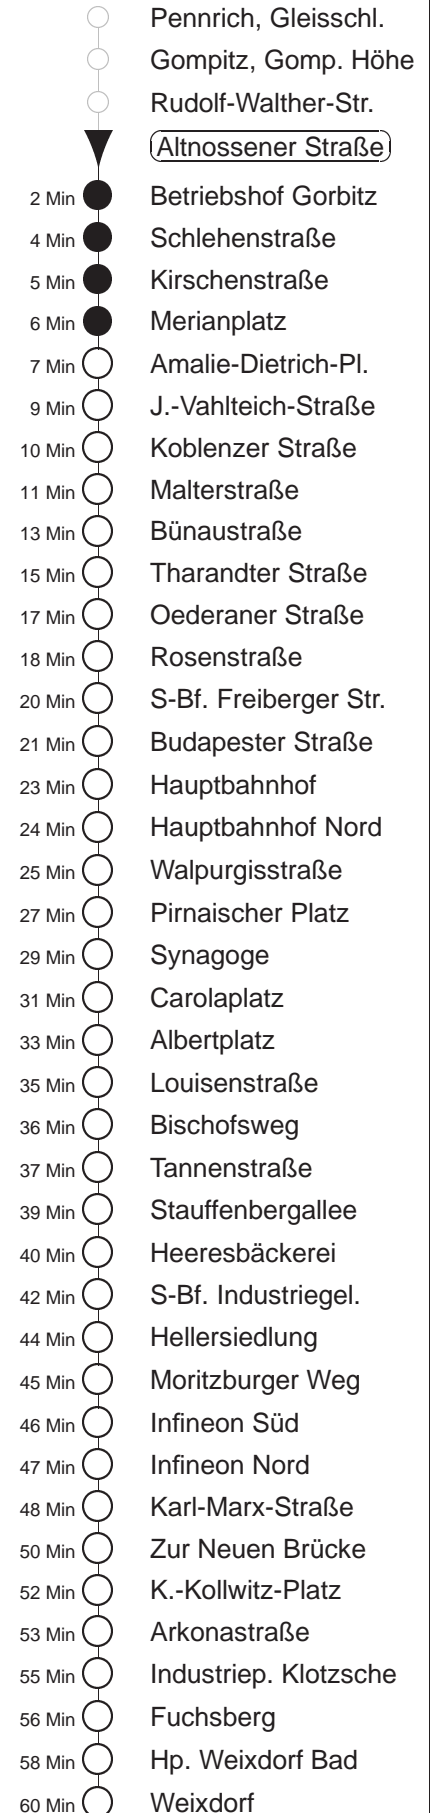 Pennrich, Gleisschl.
Gompitz, Gomp. Höhe
Rudolf-Walther-Str.
Altnossener Straße
2 Min Betriebshof Gorbitz
4 Min Schlehenstraße
5 Min Kirschenstraße
6 Min Merianplatz
7 Min Amalie-Dietrich-Pl.
9 Min J.-Vahlteich-Straße
10 Min Koblenzer Straße
11 Min Malterstraße
13 Min Bünaustraße
15 Min Tharandter Straße
17 Min Oederaner Straße
18 Min Rosenstraße
20 Min S-Bf. Freiberger Str.
21 Min Budapester Straße
23 Min Hauptbahnhof
24 Min Hauptbahnhof Nord
25 Min Walpurgisstraße
27 Min Pirnaischer Platz
29 Min Synagoge
31 Min Carolaplatz
33 Min Albertplatz
35 Min Louisenstraße
36 Min Bischofsweg
37 Min Tannenstraße
39 Min Stauffenbergallee
40 Min Heeresbäckerei
42 Min S-Bf. Industriegel.
44 Min Hellersiedlung
45 Min Moritzburger Weg
46 Min Infineon Süd
47 Min Infineon Nord
48 Min Karl-Marx-Straße
50 Min Zur Neuen Brücke
52 Min K.-Kollwitz-Platz
53 Min Arkonastraße
55 Min Industriep. Klotzsche
56 Min Fuchsberg
58 Min Hp. Weixdorf Bad
60 Min Weixdorf